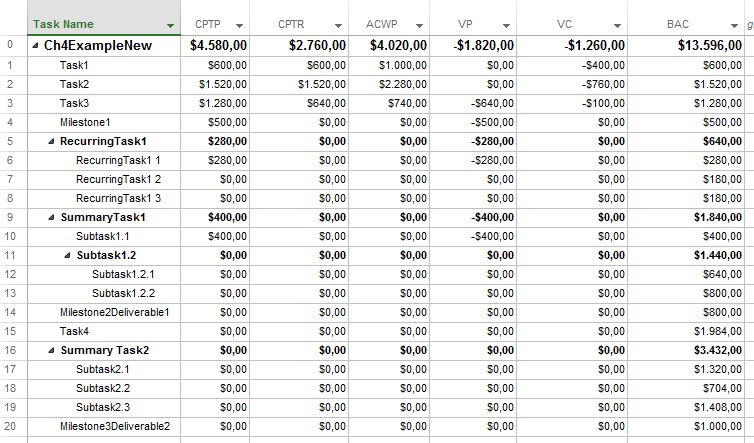 Task Name CPTP CPTR ACWP VP VC BAC
0 Ch4ExampleNew $4.580,00 $2.760,00 $4.020,00 -$1.820,00 -$1.260,00 $13.596,00
1 Task1 $600,00 $600,00 $1.000,00 $0,00 -$400,00 $600,00
2 Task2 $1.520,00 $1.520,00 $2.280,00 $0,00 -$760,00 $1.520,00
3 Task3 $1.280,00 $640,00 $740,00 -$640,00 -$100,00 $1.280,00
4 Milestone1 $500,00 $0,00 $0,00 -$500,00 $0,00 $500,00
5 RecurringTask1 $280,00 $0,00 $0,00 -$280,00 $0,00 $640,00
6 RecurringTask1 1 $280,00 $0,00 $0,00 -$280,00 $0,00 $280,00
7 RecurringTask1 2 $0,00 $0,00 $0,00 $0,00 $0,00 $180,00
8 RecurringTask1 3 $0,00 $0,00 $0,00 $0,00 $0,00 $180,00
9 SummaryTask1 $400,00 $0,00 $0,00 -$400,00 $0,00 $1.840,00
10 Subtask1.1 $400,00 $0,00 $0,00 -$400,00 $0,00 $400,00
11 Subtask1.2 $0,00 $0,00 $0,00 $0,00 $0,00 $1.440,00
12 Subtask1.2.1 $0,00 $0,00 $0,00 $0,00 $0,00 $640,00
13 Subtask1.2.2 $0,00 $0,00 $0,00 $0,00 $0,00 $800,00
14 Milestone2Deliverable1 $0,00 $0,00 $0,00 $0,00 $0,00 $800,00
15 Task4 $0,00 $0,00 $0,00 $0,00 $0,00 $1.984,00
16 Summary Task2 $0,00 $0,00 $0,00 $0,00 $0,00 $3.432,00
17 Subtask2.1 $0,00 $0,00 $0,00 $0,00 $0,00 $1.320,00
18 Subtask2.2 $0,00 $0,00 $0,00 $0,00 $0,00 $704,00
19 Subtask2.3 $0,00 $0,00 $0,00 $0,00 $0,00 $1.408,00
20 Milestone3Deliverable2 $0,00 $0,00 $0,00 $0,00 $0,00 $1.000,00